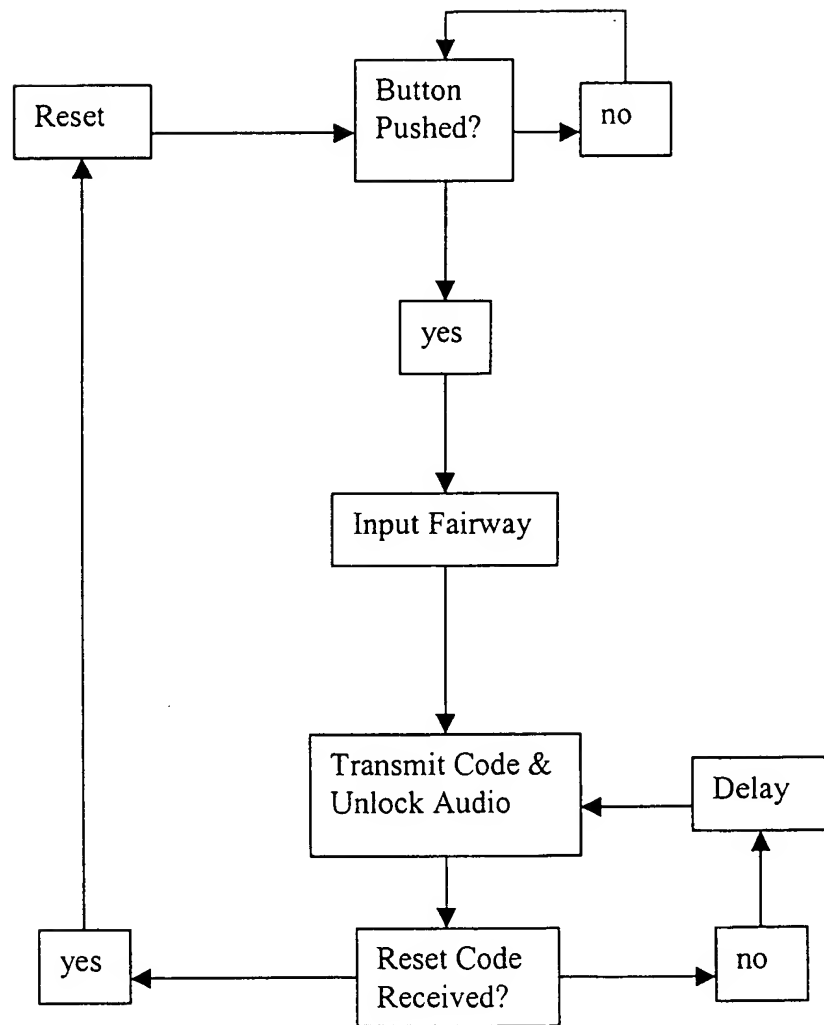 Reset
Button
Pushed?
no
yes
Input Fairway
Transmit Code &
Unlock Audio
Delay
yes
Reset Code
Received?
no